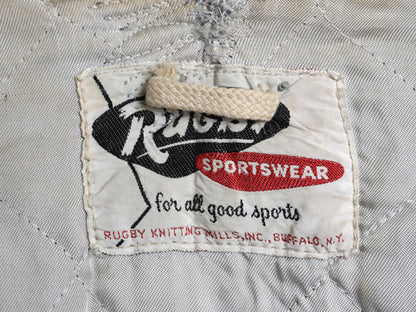 RUGBY
SPORTSWEAR
for all good sports
RUGBY KNITTING MILLS, INC., BUFFALO, N.Y.